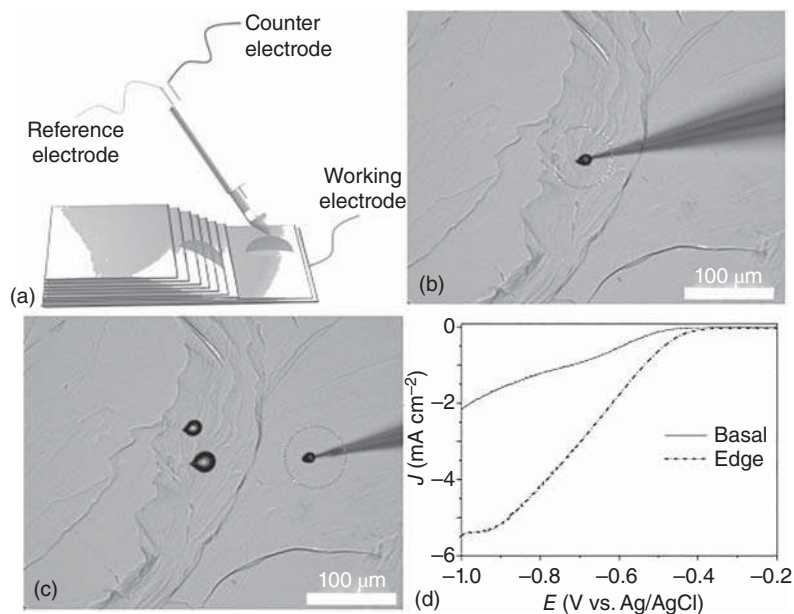 Counter
electrode
Reference
electrode
Working
electrode
(a)
(b)
100 μm
(c)
100 μm
0
−2
−4
−6
J (mA cm−2)
Basal
Edge
−1.0 −0.8 −0.6 −0.4 −0.2
E (V vs. Ag/AgCl)
(d)